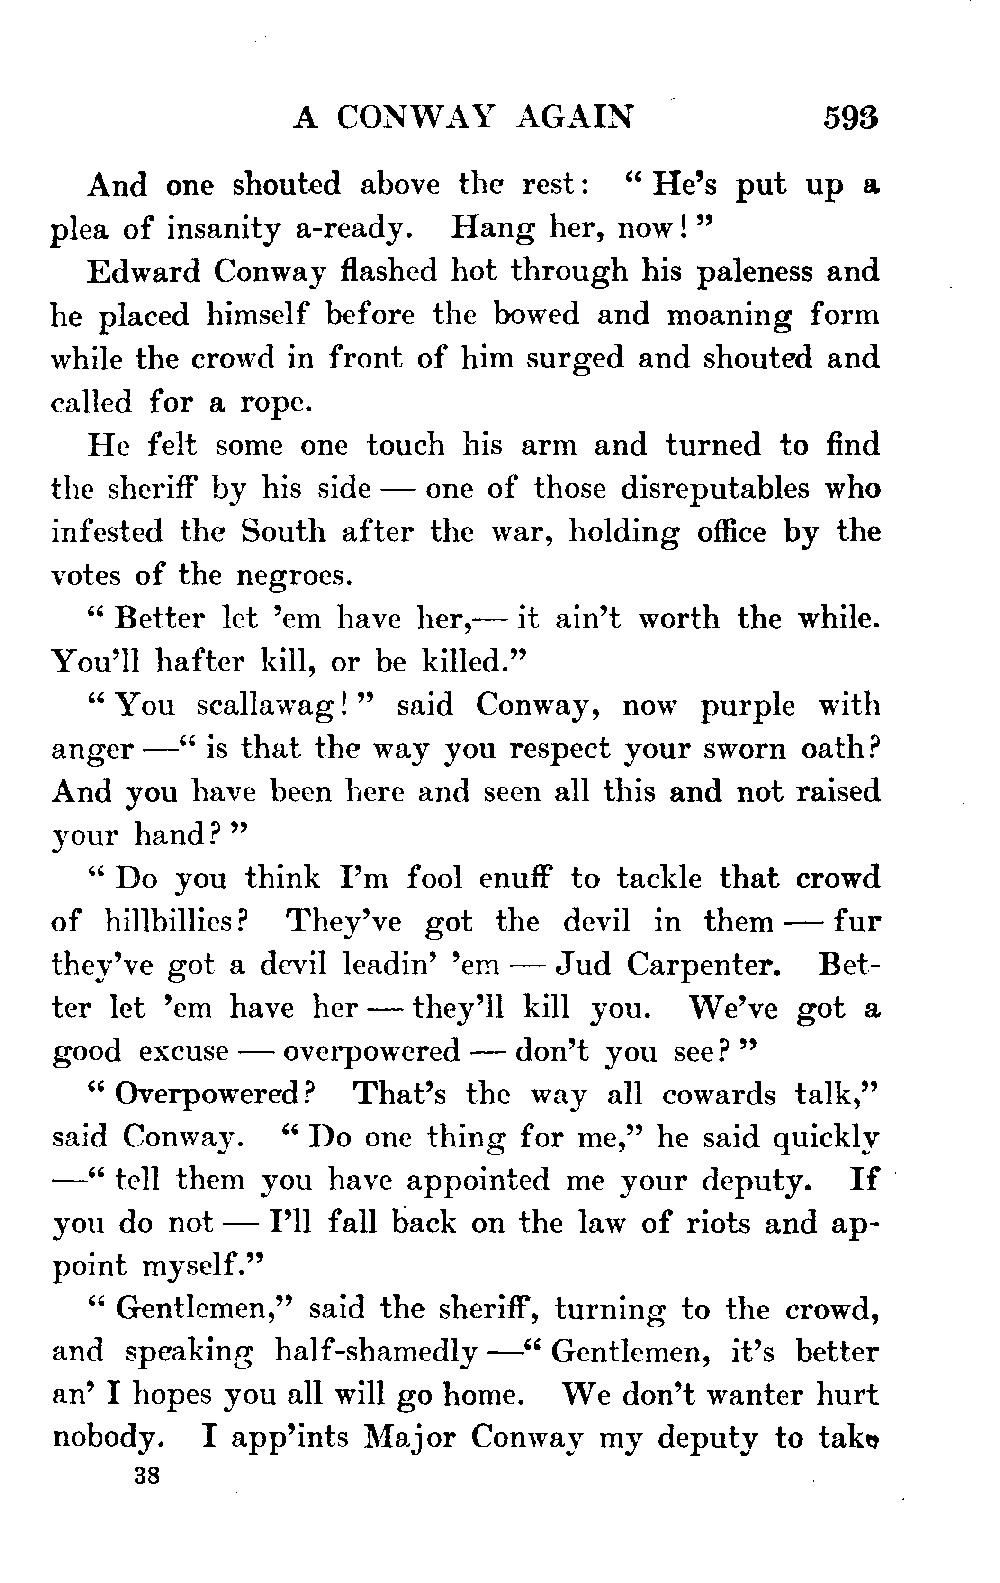 A CONWAY AGAIN 593
And one shouted above the rest: “ He’s put up a
plea of insanity a-ready. Hang her, now! ”
Edward Conway flashed hot through his paleness and
he placed himself before the bowed and moaning form
while the crowd in front of him surged and shouted and
called for a rope.
He felt some one touch his arm and turned to find
the sheriff by his side — one of those disreputables who
infested the South after the war, holding office by the
votes of the negroes.
“ Better let ’em have her,— it ain’t worth the while.
You’ll hafter kill, or be killed.”
“ You scallawag! ” said Conway, now purple with
anger —“ is that the way you respect your sworn oath?
And you have been here and seen all this and not raised
your hand? ”
“ Do you think I’m fool enuff to tackle that crowd
of hillbillies? They’ve got the devil in them — fur
they’ve got a devil leadin’ ’em — Jud Carpenter. Bet-
ter let ’em have her — they’ll kill you. We’ve got a
good excuse — overpowered — don’t you see? ”
“ Overpowered? That’s the way all cowards talk,”
said Conway. “ Do one thing for me,” he said quickly
—“ tell them you have appointed me your deputy. If
you do not — I’ll fall back on the law of riots and ap-
point myself.”
“ Gentlemen,” said the sheriff, turning to the crowd,
and speaking half-shamedly —“ Gentlemen, it’s better
an’ I hopes you all will go home. We don’t wanter hurt
nobody. I app’ints Major Conway my deputy to take
38